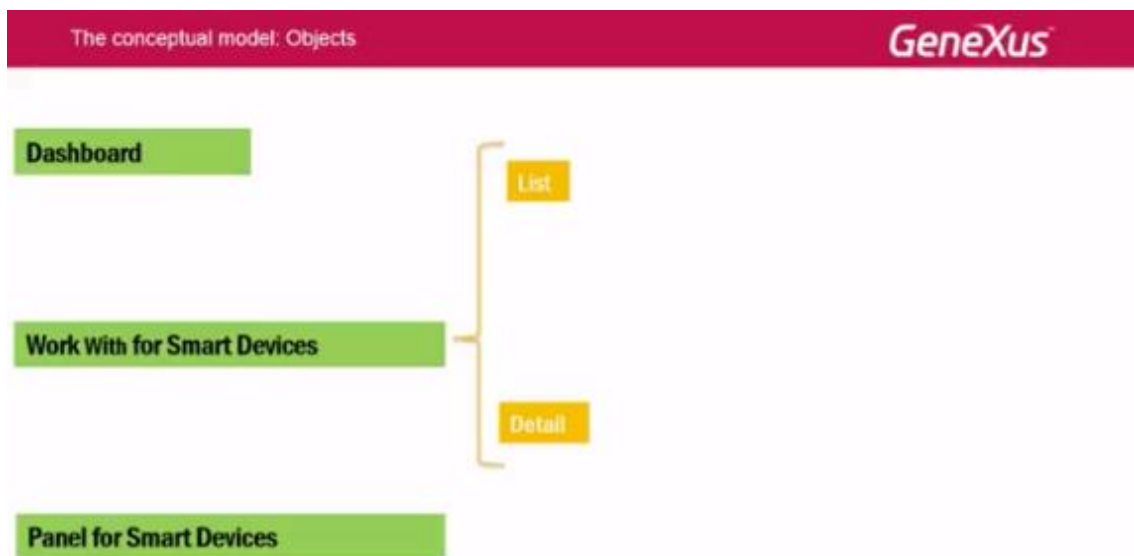 The conceptual model: Objects
GeneXus
Dashboard
List
Work With for Smart Devices
Detail
Panel for Smart Devices